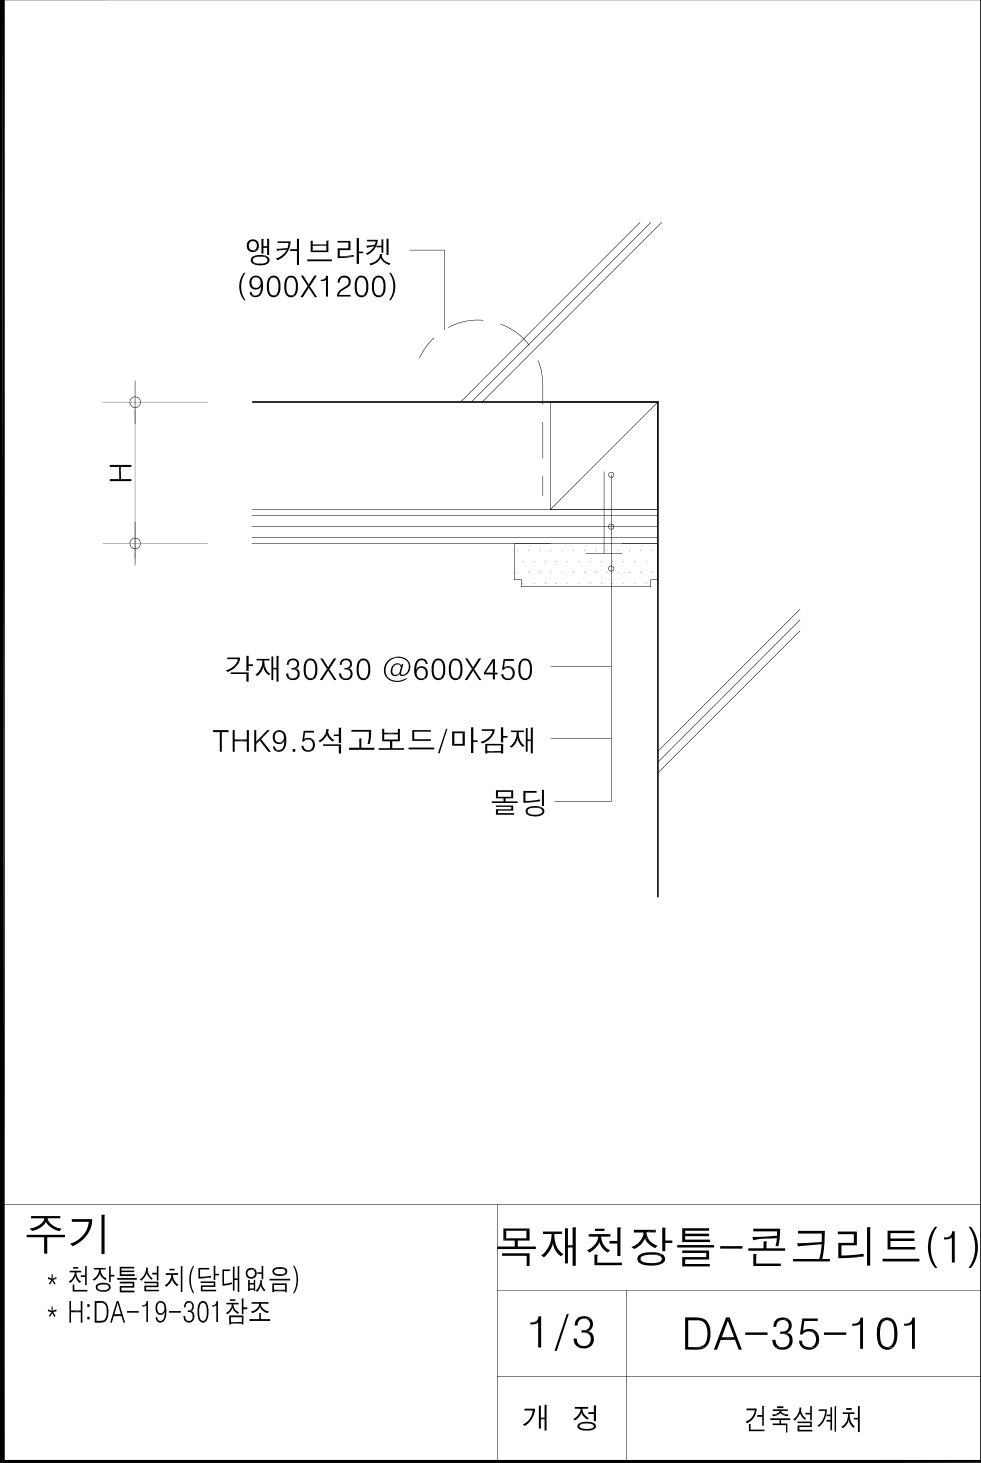 앵커브라켓
(900X1200)
H
각재30X30 @600X450
THK9.5석고보드/마감재
몰딩
주기
* 천장틀설치(달대없음)
* H:DA-19-301참조
목재천장틀-콘크리트(1)
1/3
DA-35-101
개 정
건축설계처